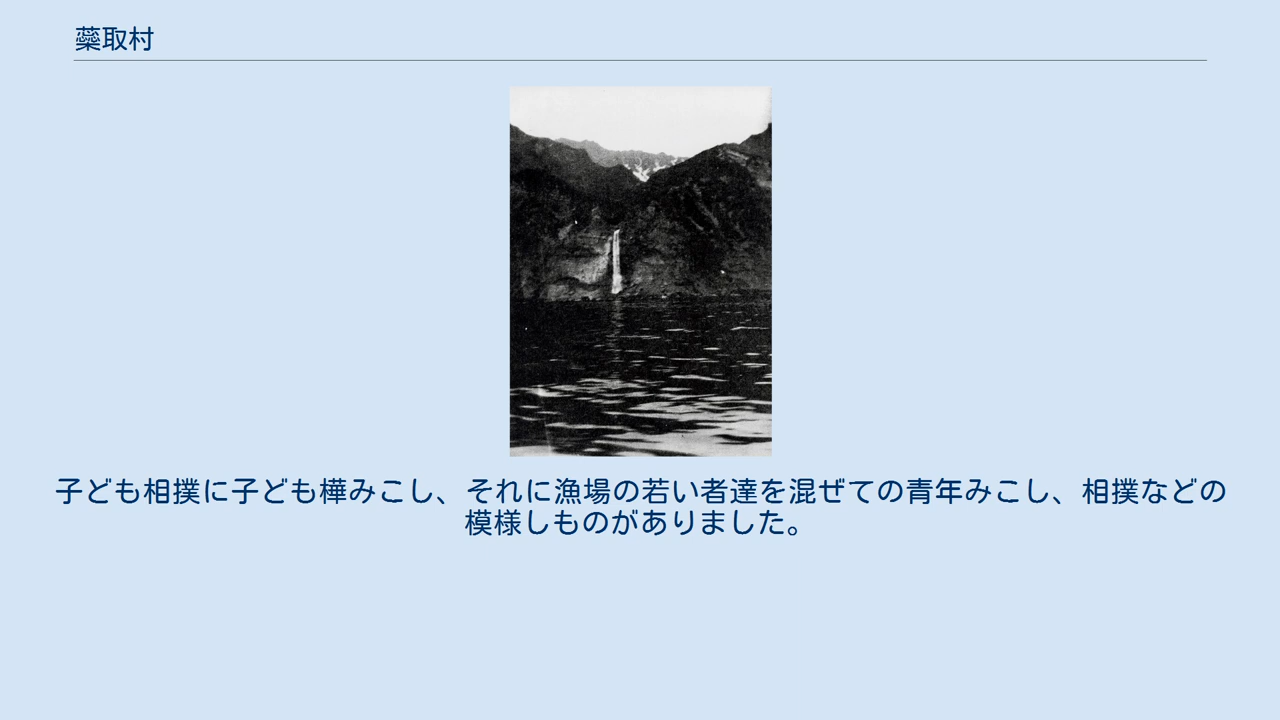 蘂取村
子ども相撲に子ども樺みこし、それに漁場の若い者達を混ぜての青年みこし、相撲などの
模様しものがありました。